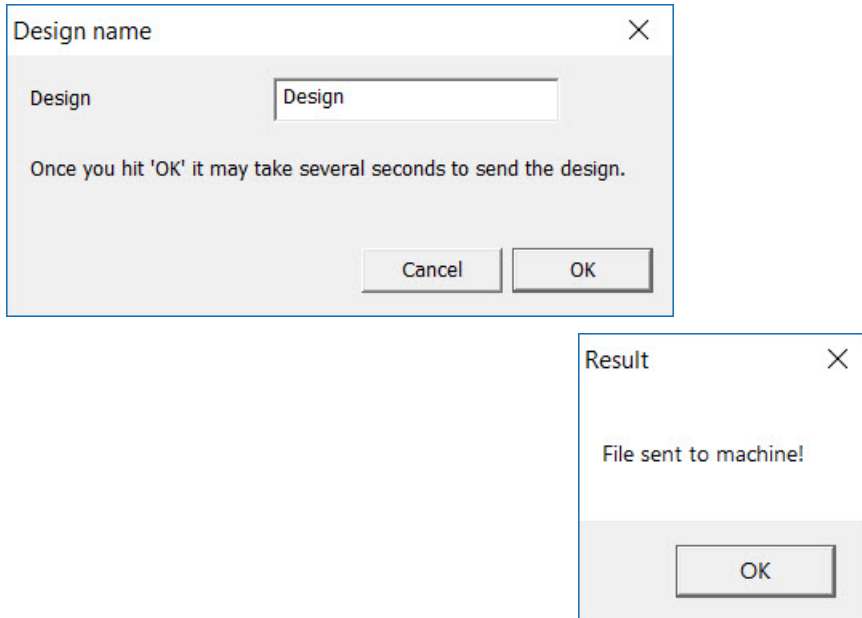 Design name
Design Design
Once you hit 'OK' it may take several seconds to send the design.
Cancel OK
Result
File sent to machine!
OK